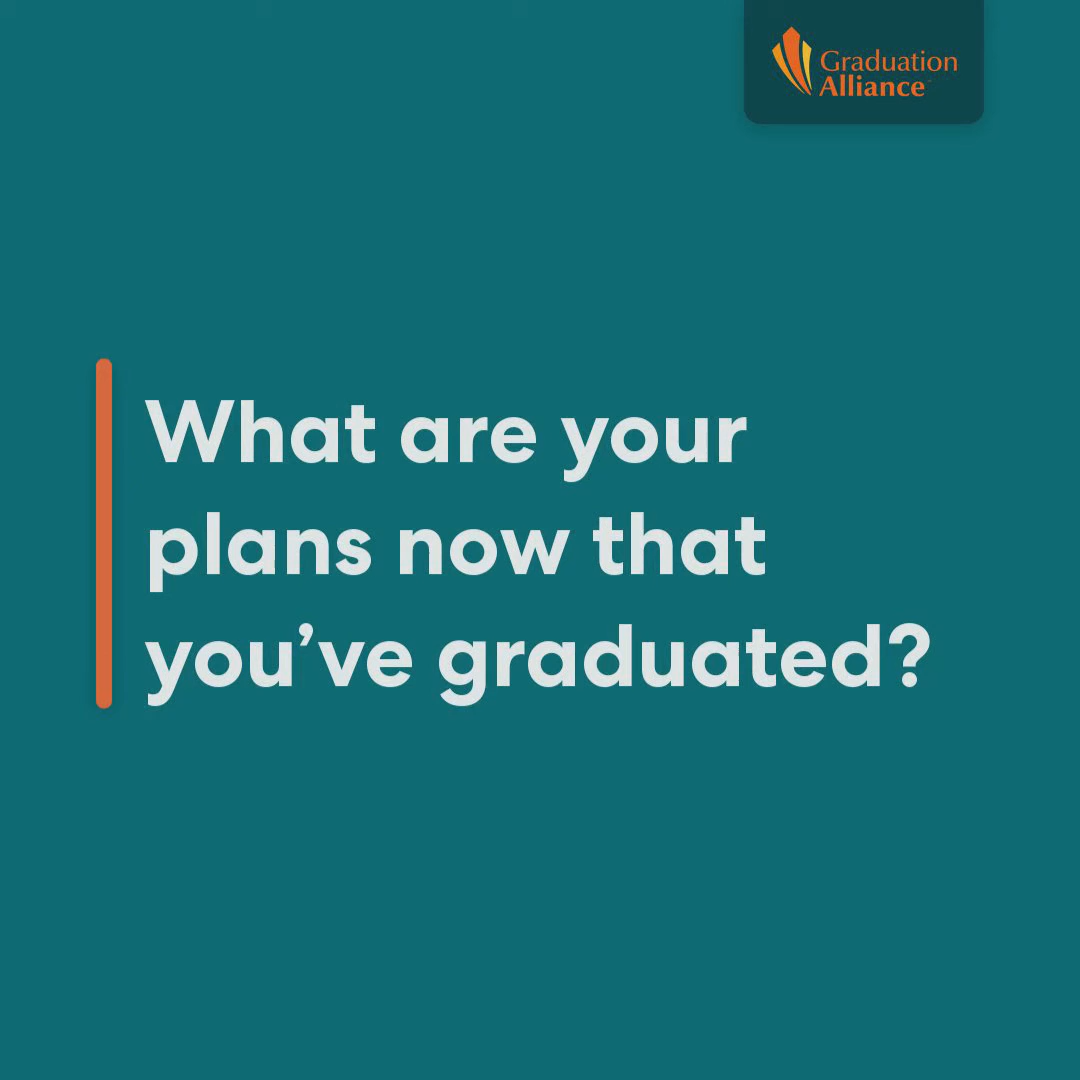 Graduation
Alliance
What are your
plans now that
you’ve graduated?